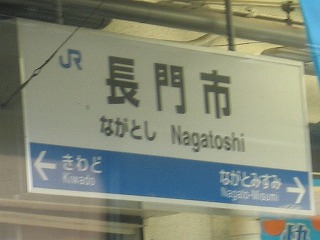 JR
長門市
ながとし Nagatoshi
きわど ながとみすみ
Kiwado Nagato-Misumi